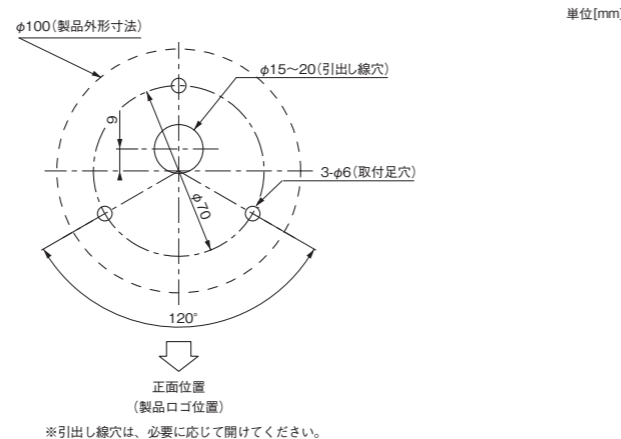 単位[mm]
φ100(製品外形寸法)
φ15～20(引出し線穴)
9
3-φ6(取付足穴)
φ70
120°
正面位置
(製品ロゴ位置)
※引出し線穴は、必要に応じて開けてください。